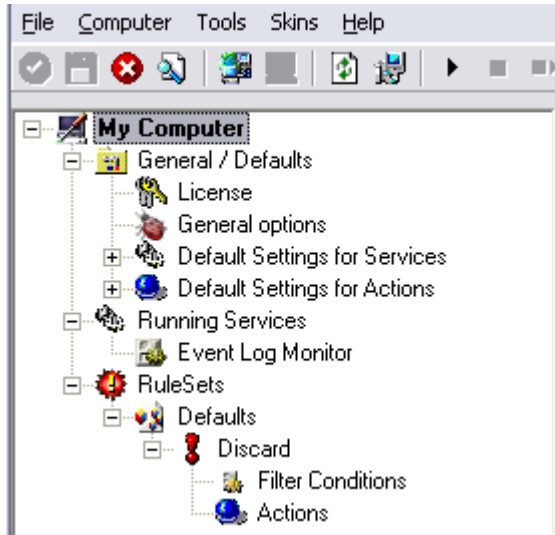 File Computer Tools Skins Help
My Computer
General / Defaults
License
General options
Default Settings for Services
Default Settings for Actions
Running Services
Event Log Monitor
RuleSets
Defaults
Discard
Filter Conditions
Actions